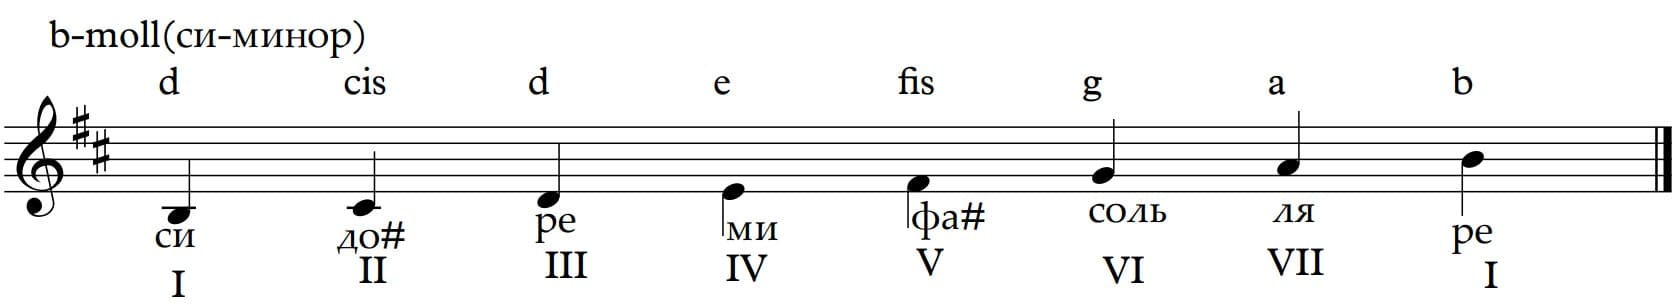 b-moll(си-минор)
d cis d e fis g a b
си до# ре ми фа# соль ля ре
I II III IV V VI VII I